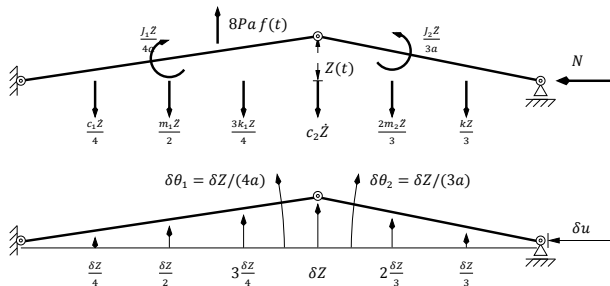 J₁Z̈/4a
8Pa f(t)
J₂Z̈/3a
N
Z(t)
c₁Ż/4
m₁Z̈/2
3k₁Z/4
c₂Ż
2m₂Z̈/3
kZ/3
δθ₁ = δZ/(4a)
δθ₂ = δZ/(3a)
δu
δZ/4
δZ/2
3 δZ/4
δZ
2 δZ/3
δZ/3